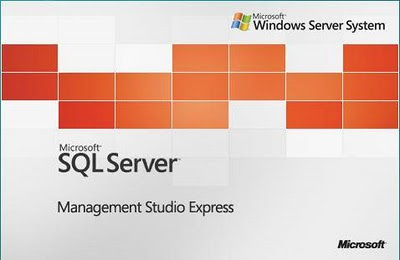 Microsoft
Windows Server System
Microsoft
SQL Server
Management Studio Express
Microsoft